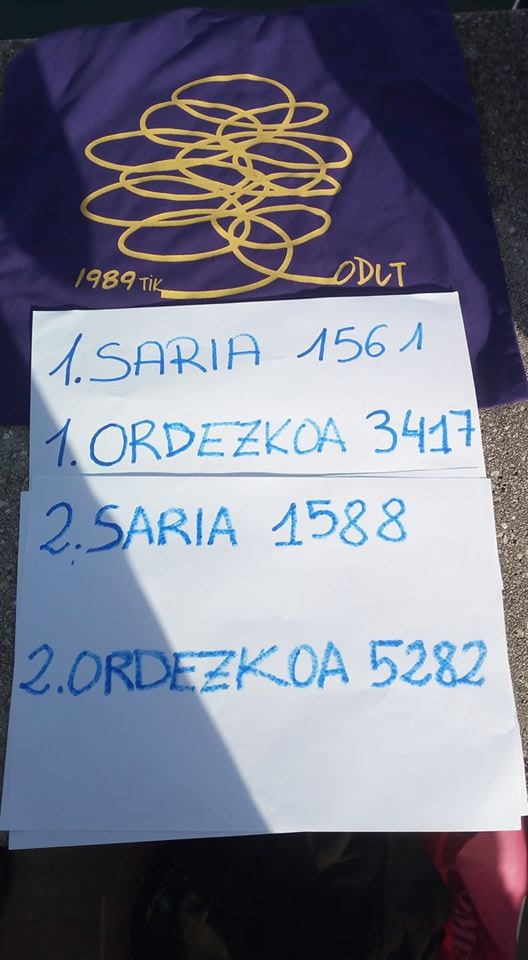 1989TIK ODLT
1. SARIA 1561
1. ORDEZKOA 3417
2. SARIA 1588
2. ORDEZKOA 5282